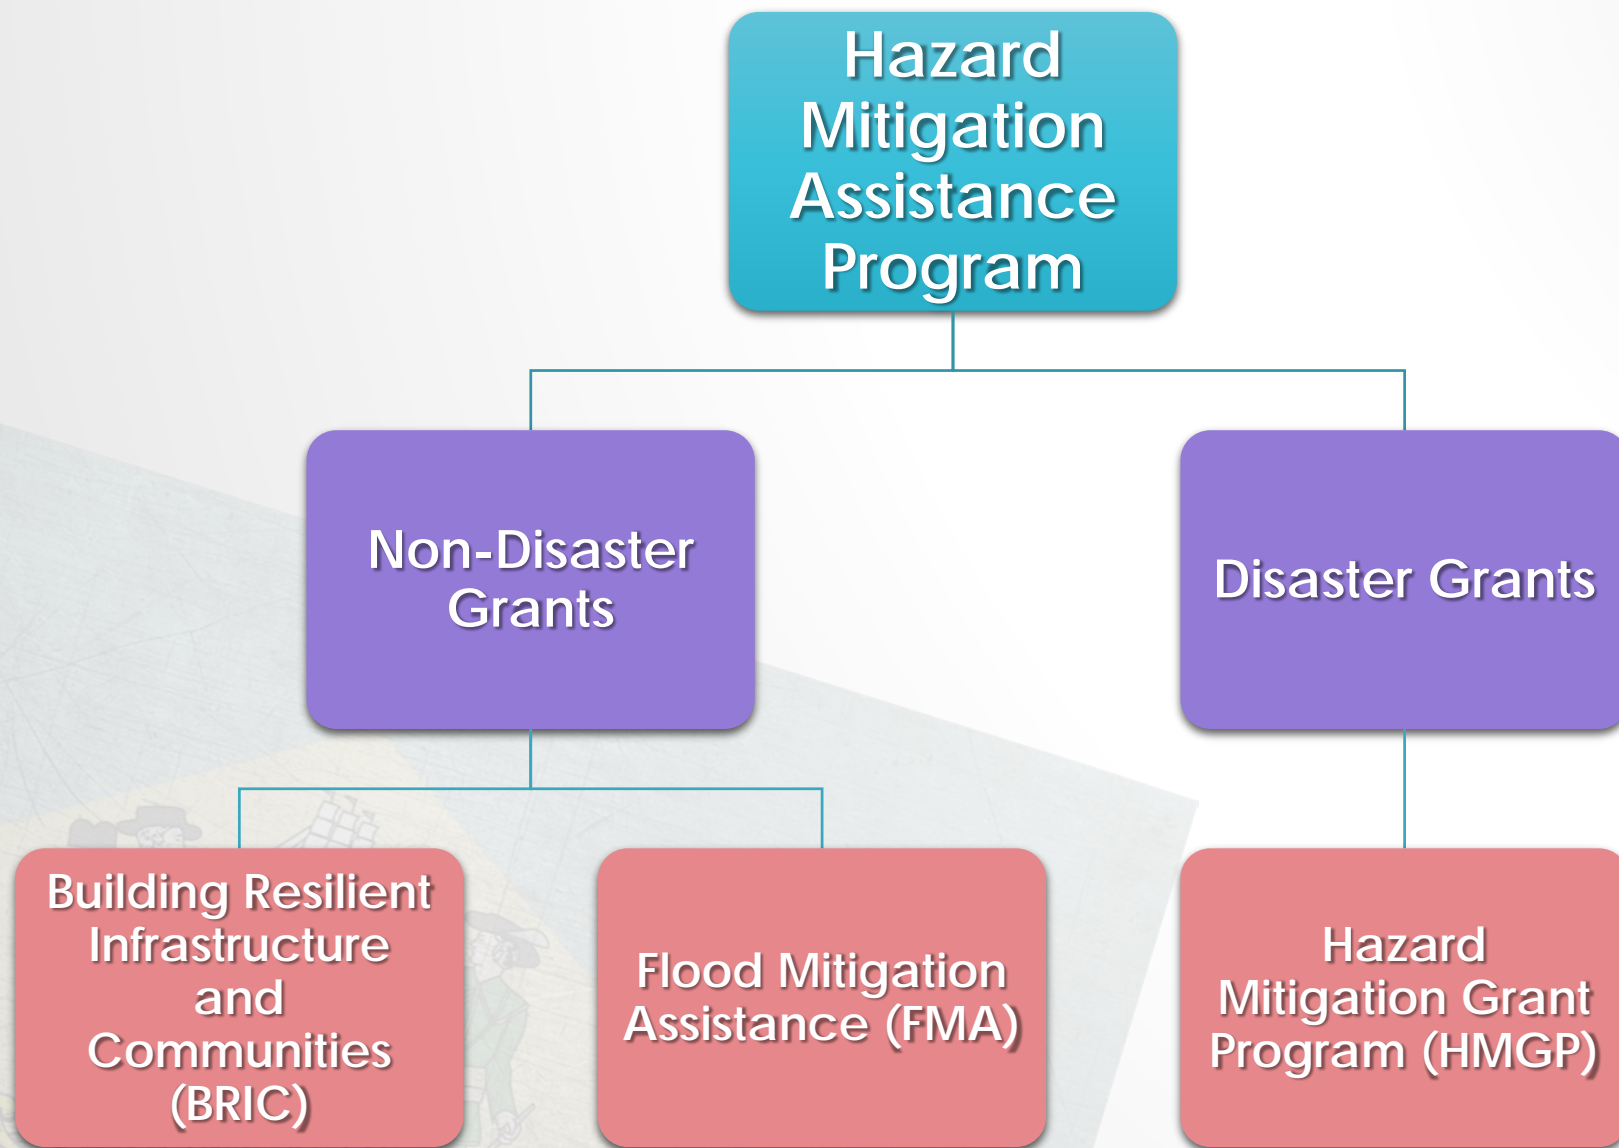 Hazard
Mitigation
Assistance
Program
Non-Disaster
Grants
Disaster Grants
Building Resilient
Infrastructure
and
Communities
(BRIC)
Flood Mitigation
Assistance (FMA)
Hazard
Mitigation Grant
Program (HMGP)